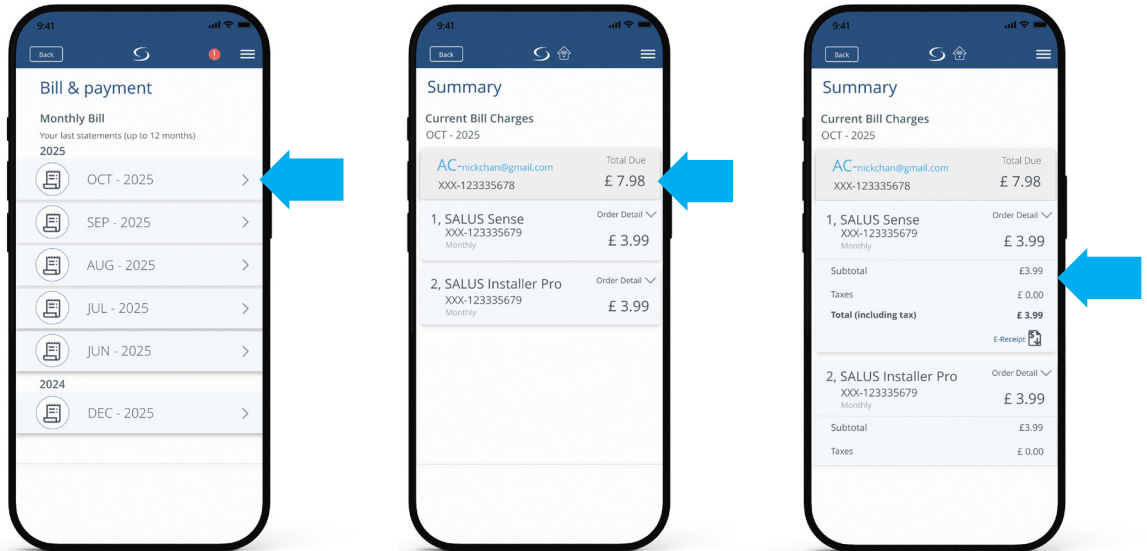 9:41
Back
!
Bill & payment
Monthly Bill
Your last statements (up to 12 months)
2025
OCT - 2025
SEP - 2025
AUG - 2025
JUL - 2025
JUN - 2025
2024
DEC - 2025
9:41
Back
Summary
Current Bill Charges
OCT - 2025
AC-nickchan@gmail.com Total Due
XXX-123335678 £ 7.98
1, SALUS Sense Order Detail
XXX-123335679
Monthly £ 3.99
2, SALUS Installer Pro Order Detail
XXX-123335679
Monthly £ 3.99
9:41
Back
Summary
Current Bill Charges
OCT - 2025
AC-nickchan@gmail.com Total Due
XXX-123335678 £ 7.98
1, SALUS Sense Order Detail
XXX-123335679
Monthly £ 3.99
Subtotal £3.99
Taxes £ 0.00
Total (including tax) £ 3.99
E-Receipt
2, SALUS Installer Pro Order Detail
XXX-123335679
Monthly £ 3.99
Subtotal £3.99
Taxes £ 0.00